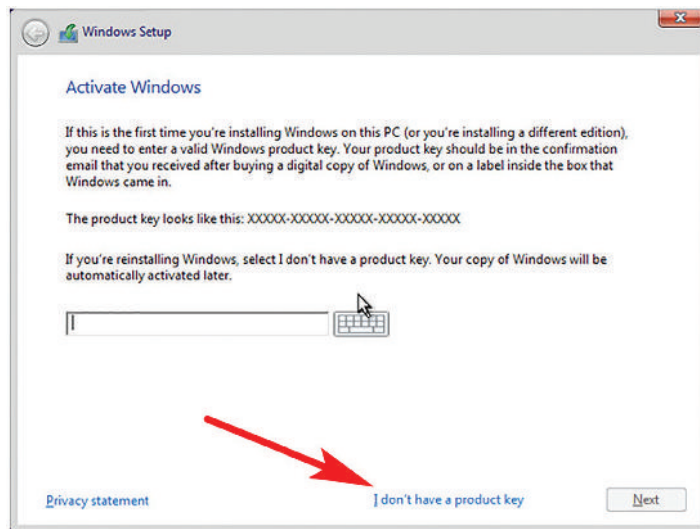 Windows Setup
Activate Windows
If this is the first time you're installing Windows on this PC (or you're installing a different edition),
you need to enter a valid Windows product key. Your product key should be in the confirmation
email that you received after buying a digital copy of Windows, or on a label inside the box that
Windows came in.
The product key looks like this: XXXXX-XXXXX-XXXXX-XXXXX-XXXXX
If you're reinstalling Windows, select I don't have a product key. Your copy of Windows will be
automatically activated later.
Privacy statement
I don't have a product key
Next